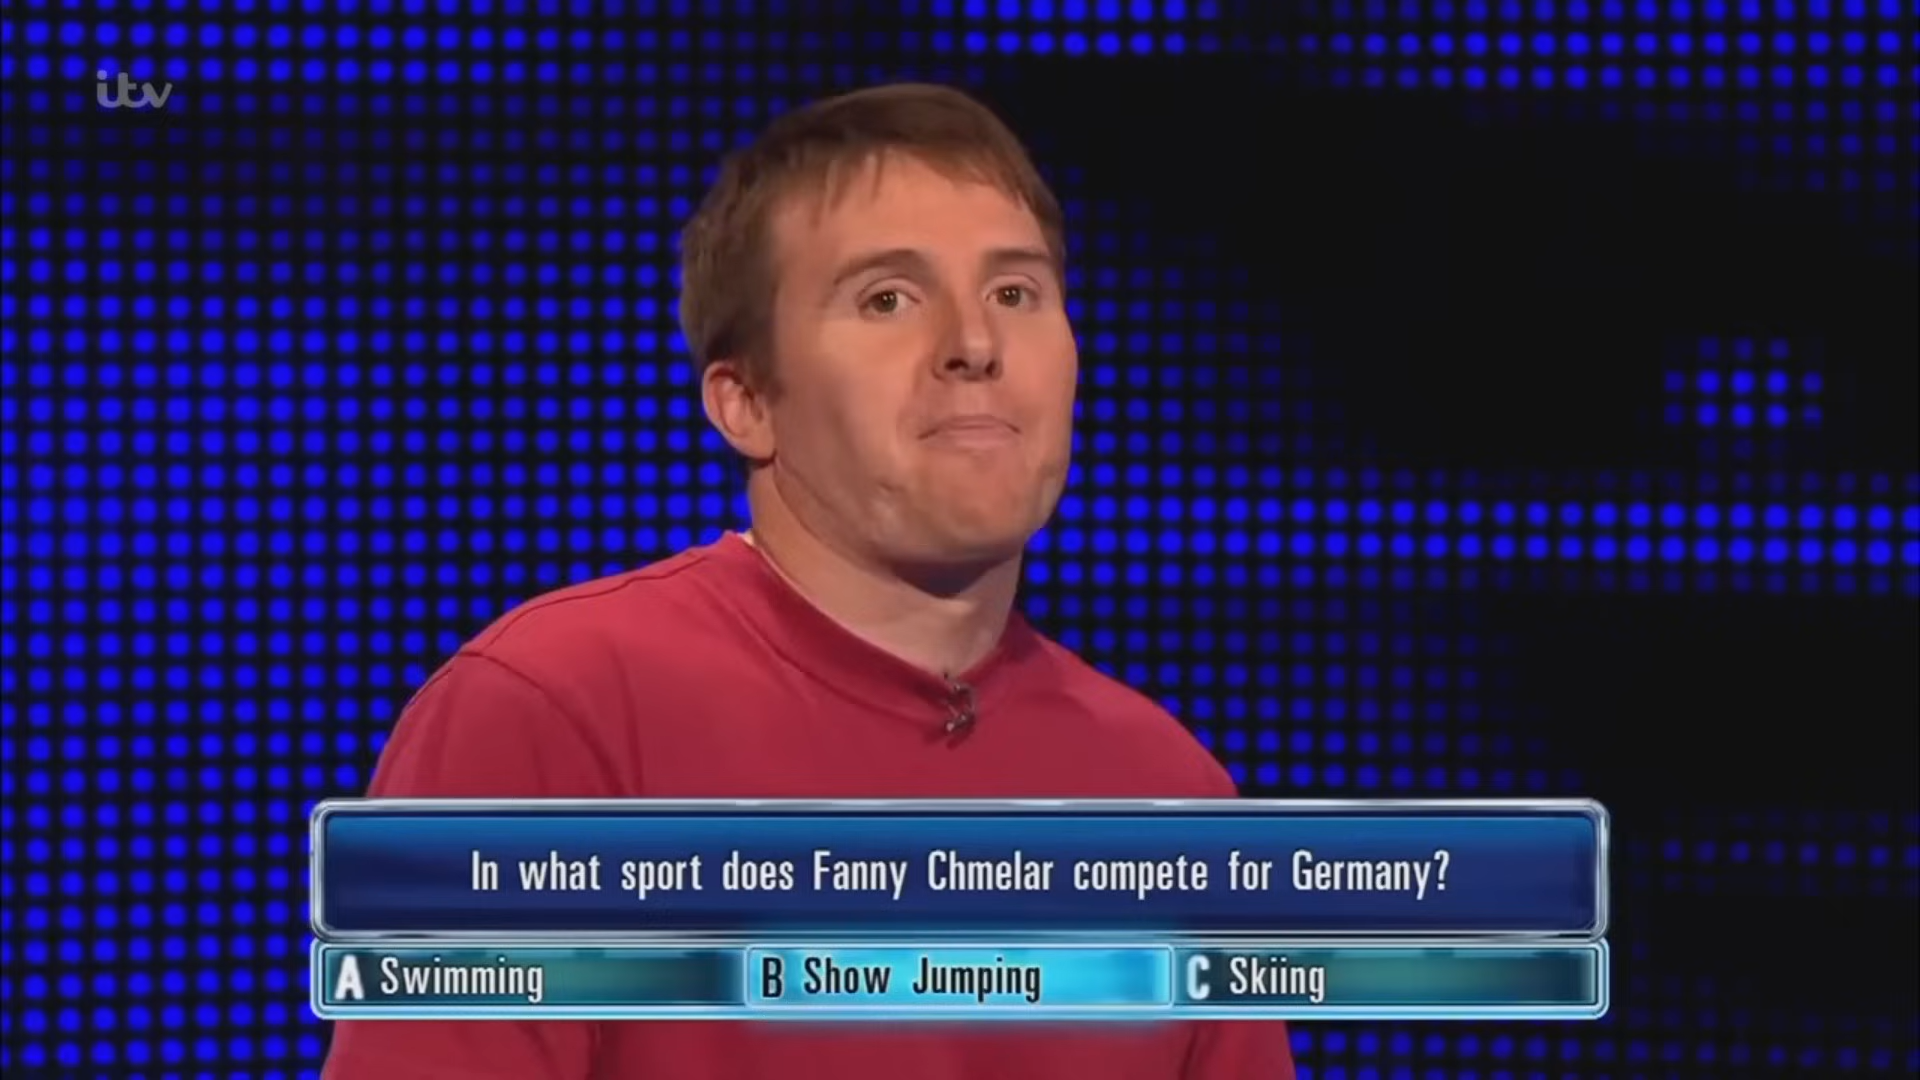 itv
In what sport does Fanny Chmelar compete for Germany?
A Swimming
B Show Jumping
C Skiing